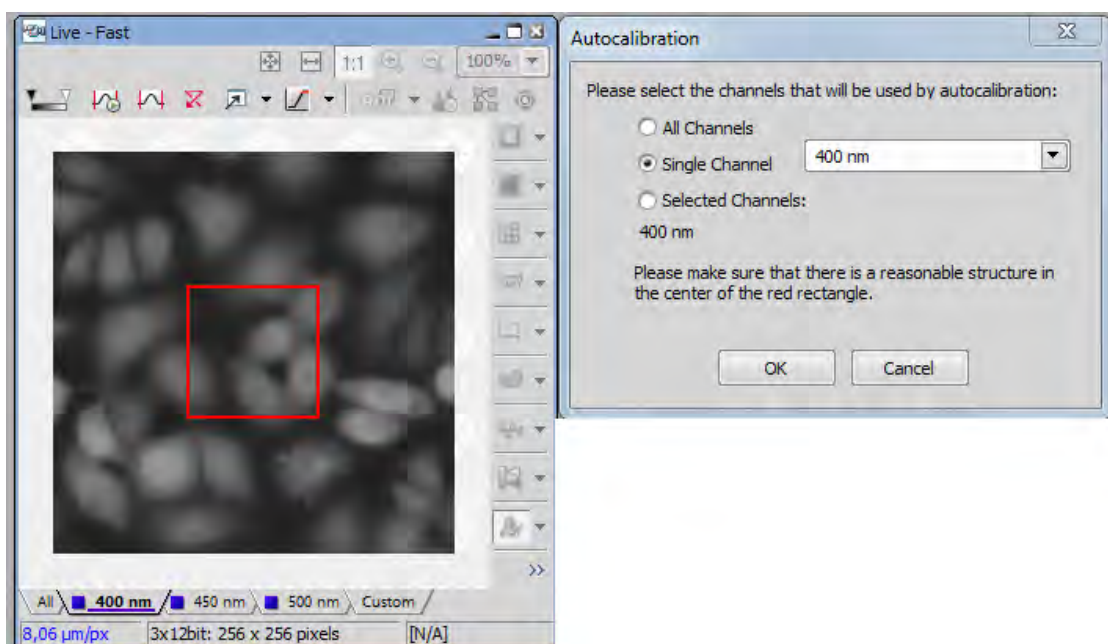 Live - Fast
1:1
100%
All
400 nm
450 nm
500 nm
Custom
8,06 µm/px
3x12bit: 256 x 256 pixels
[N/A]
Autocalibration
Please select the channels that will be used by autocalibration:
All Channels
Single Channel
400 nm
Selected Channels:
400 nm
Please make sure that there is a reasonable structure in
the center of the red rectangle.
OK
Cancel